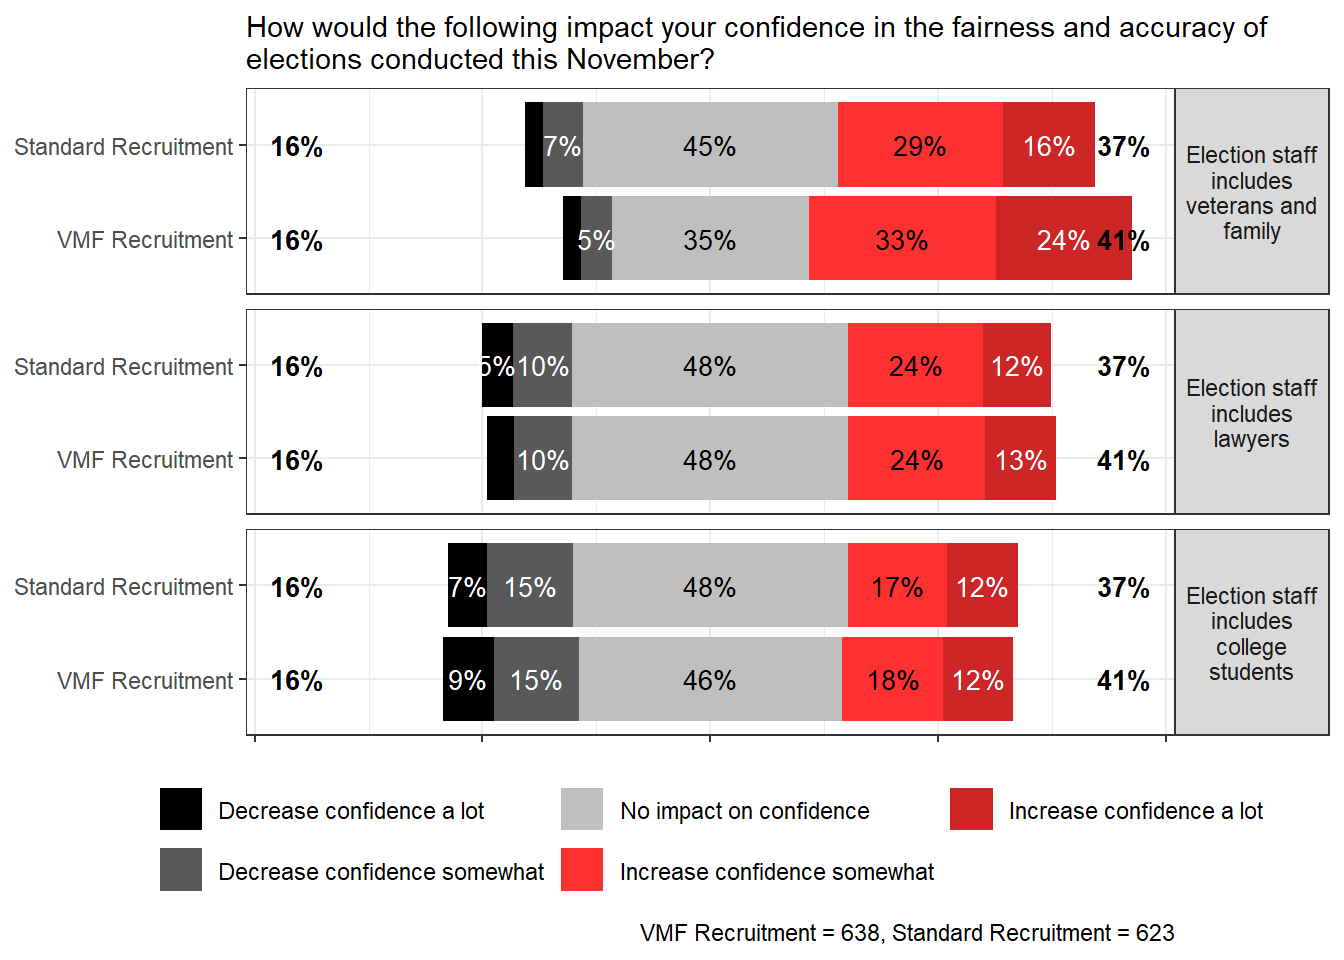 How would the following impact your confidence in the fairness and accuracy of
elections conducted this November?
Standard Recruitment 16% 7% 45% 29% 16% 37%
VMF Recruitment 16% 5% 35% 33% 24% 41%
Election staff
includes
veterans and
family
Standard Recruitment 16% 5% 10% 48% 24% 12% 37%
VMF Recruitment 16% 10% 48% 24% 13% 41%
Election staff
includes
lawyers
Standard Recruitment 16% 7% 15% 48% 17% 12% 37%
VMF Recruitment 16% 9% 15% 46% 18% 12% 41%
Election staff
includes
college
students
Decrease confidence a lot No impact on confidence Increase confidence a lot
Decrease confidence somewhat Increase confidence somewhat
VMF Recruitment = 638, Standard Recruitment = 623